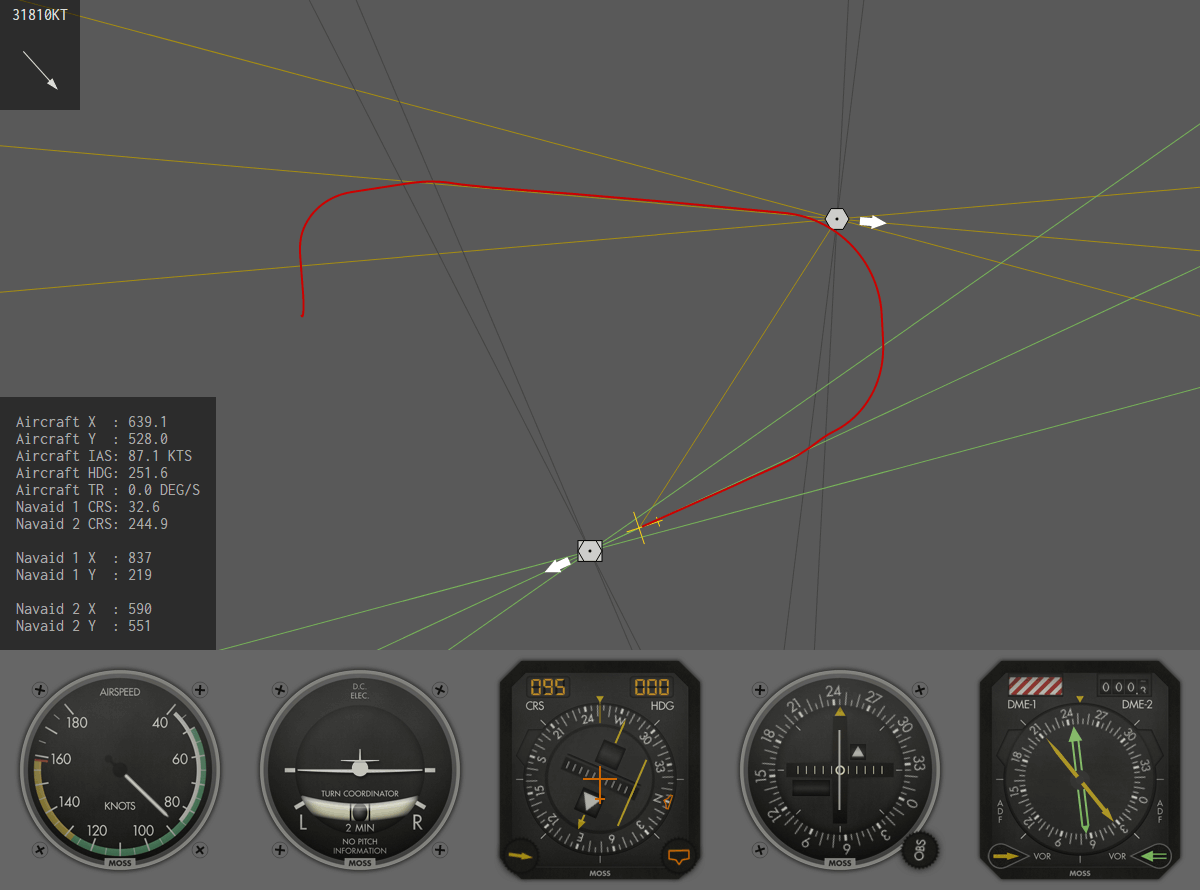 31810KT
Aircraft X : 639.1
Aircraft Y : 528.0
Aircraft IAS: 87.1 KTS
Aircraft HDG: 251.6
Aircraft TR : 0.0 DEG/S
Navaid 1 CRS: 32.6
Navaid 2 CRS: 244.9
Navaid 1 X : 837
Navaid 1 Y : 219
Navaid 2 X : 590
Navaid 2 Y : 551
AIRSPEED
180 40
160 60
140 80
120 100
KNOTS
MOSS
D.C.
ELEC.
TURN COORDINATOR
L R
2 MIN
NO PITCH
INFORMATION
MOSS
095 000
CRS HDG
24 W 30 33 N 3 E 15 S 21
MOSS
24 27 30 33 0 3 6 9 12 15 18 21
OBS
MOSS
DME-1 DME-2
000
24 27 30 33 0 3 6 9 12 15 18 21
ADF ADF
VOR VOR
MOSS